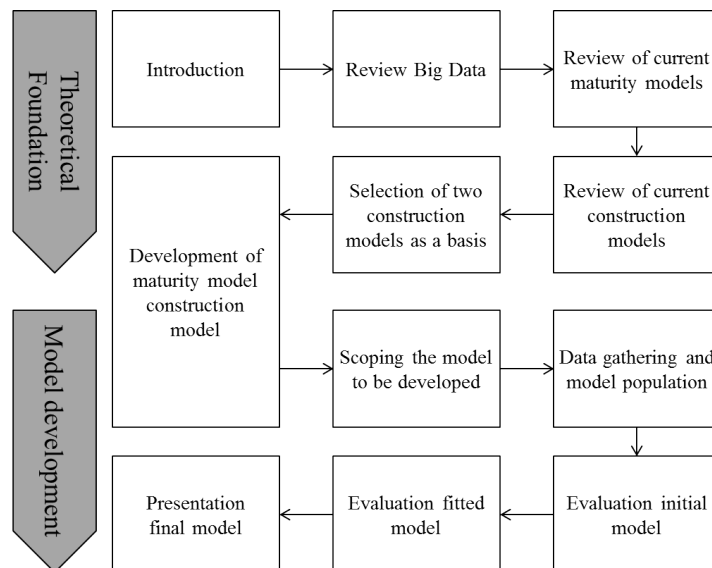 Theoretical
Foundation
Introduction
Review Big Data
Review of current
maturity models
Review of current
construction
models
Selection of two
construction
models as a basis
Development of
maturity model
construction
model
Model development
Scoping the model
to be developed
Data gathering and
model population
Evaluation initial
model
Evaluation fitted
model
Presentation
final model